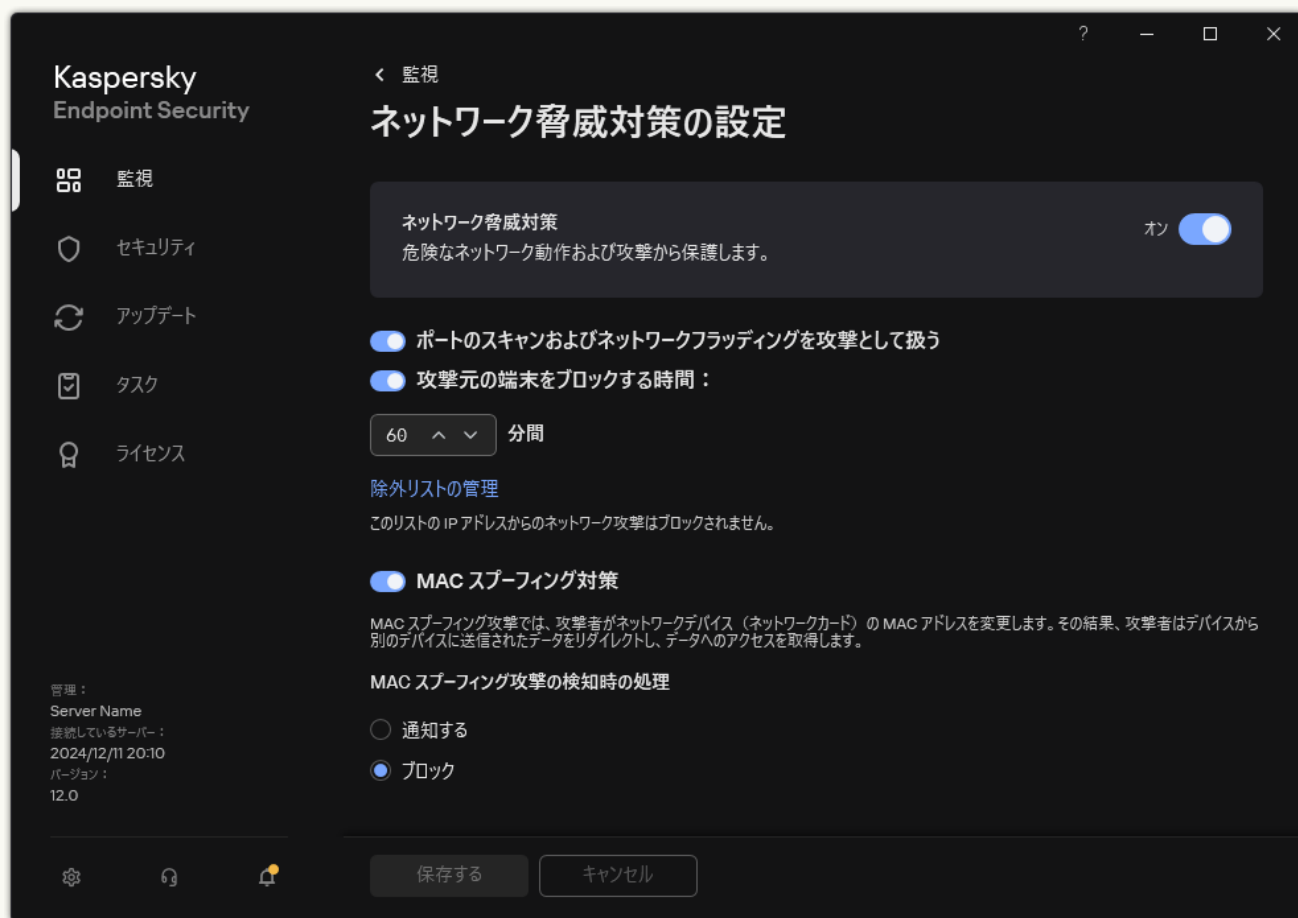 ?
Kaspersky
Endpoint Security
監視
セキュリティ
アップデート
タスク
ライセンス
管理：
Server Name
接続しているサーバー：
2024/12/11 20:10
バージョン：
12.0
監視
ネットワーク脅威対策の設定
ネットワーク脅威対策
危険なネットワーク動作および攻撃から保護します。
オン
ポートのスキャンおよびネットワークフラッディングを攻撃として扱う
攻撃元の端末をブロックする時間：
60 分間
除外リストの管理
このリストの IP アドレスからのネットワーク攻撃はブロックされません。
MAC スプーフィング対策
MAC スプーフィング攻撃では、攻撃者がネットワークデバイス（ネットワークカード）の MAC アドレスを変更します。その結果、攻撃者はデバイスから
別のデバイスに送信されたデータをリダイレクトし、データへのアクセスを取得します。
MAC スプーフィング攻撃の検知時の処理
通知する
ブロック
保存する
キャンセル